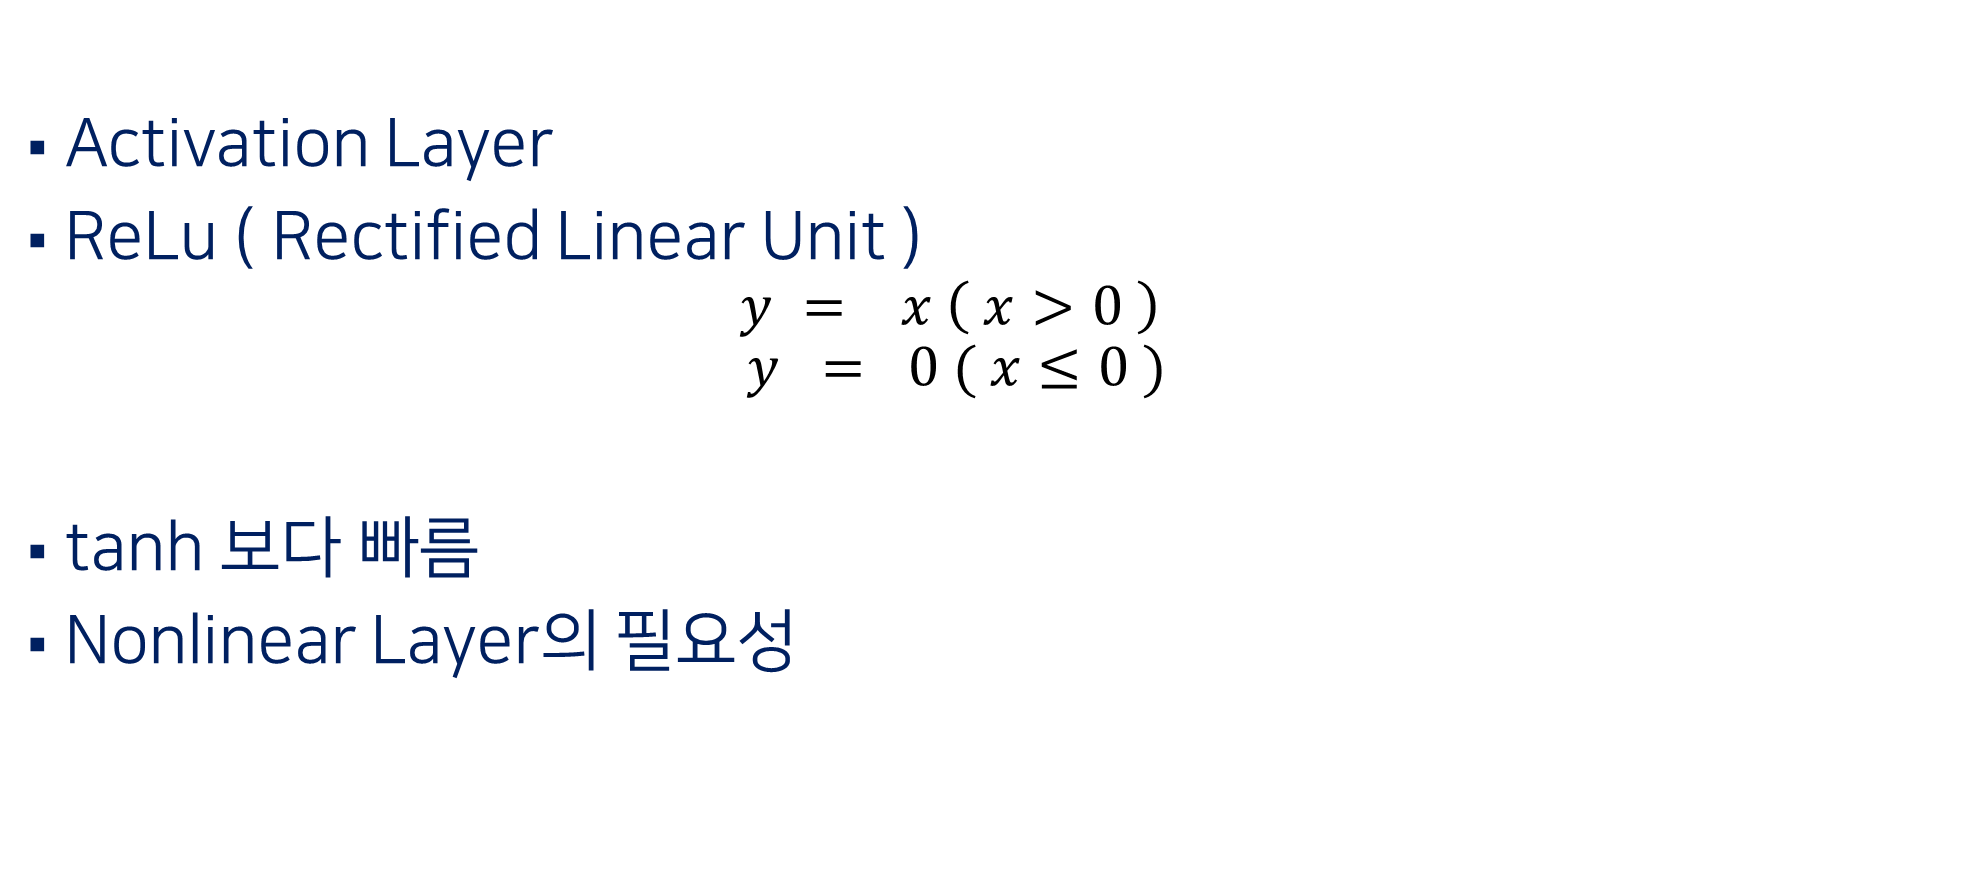 ▪ Activation Layer
▪ ReLu ( Rectified Linear Unit )
y = x ( x > 0 )
y = 0 ( x ≤ 0 )
▪ tanh 보다 빠름
▪ Nonlinear Layer의 필요성